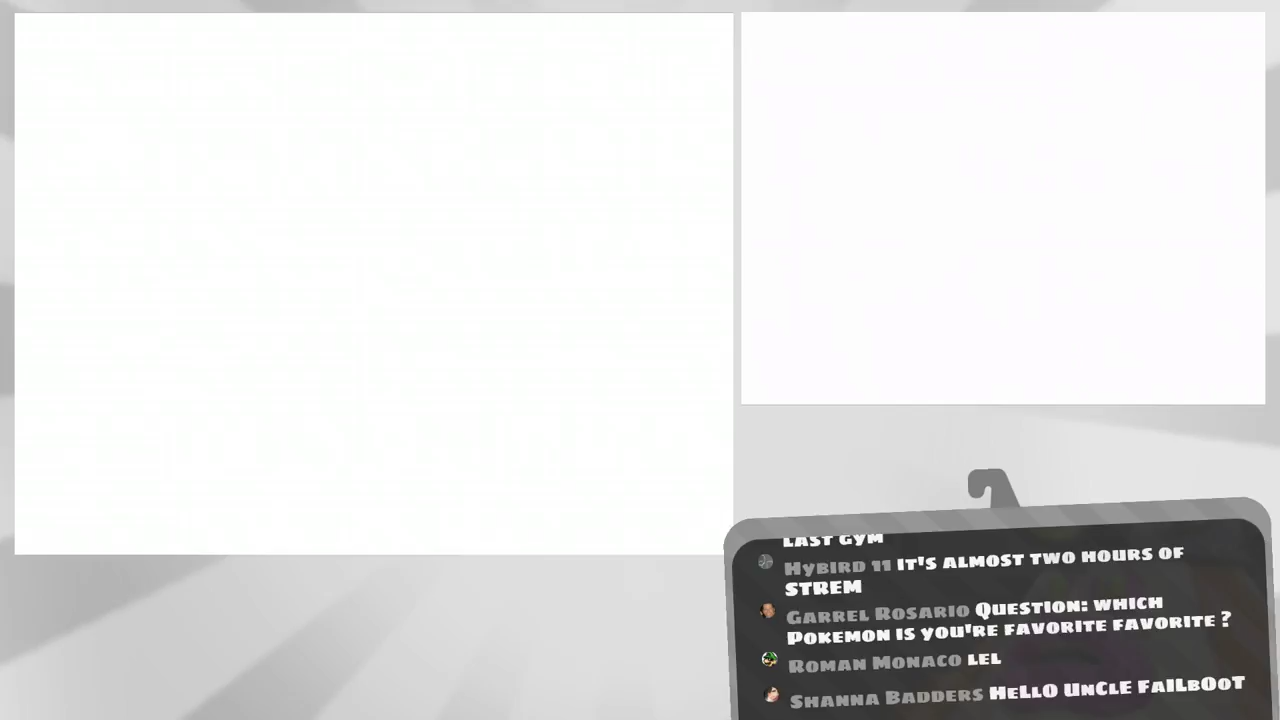 LAST GYM
HYBIRD 11 IT'S ALMOST TWO HOURS OF
STREM
GARREL ROSARIO QUESTION: WHICH
POKEMON IS YOU'RE FAVORITE FAVORITE ?
ROMAN MONACO LEL
SHANNA BADDERS HELLO UNCLE FAILBOOT